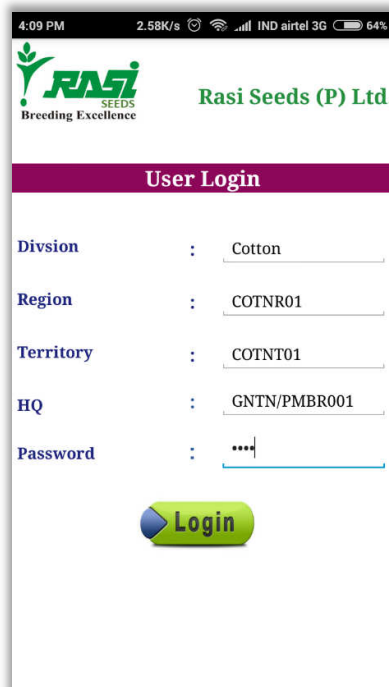 4:09 PM 2.58K/s IND airtel 3G 64%
RASI
SEEDS
Breeding Excellence
Rasi Seeds (P) Ltd
User Login
Divsion : Cotton
Region : COTNR01
Territory : COTNT01
HQ : GNTN/PMBR001
Password : ••••
Login